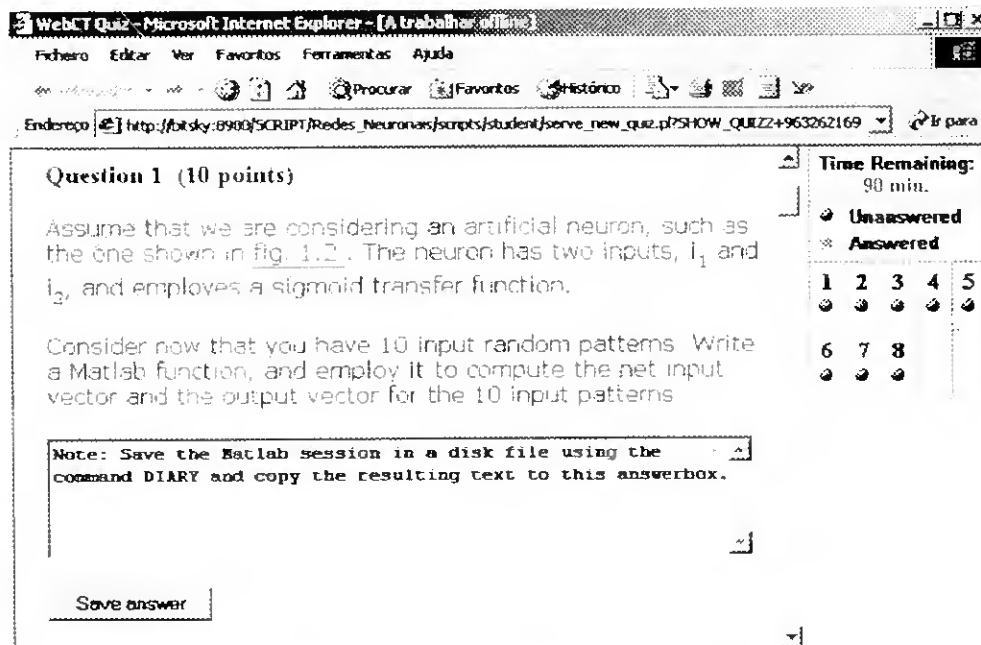 WebCT Quiz - Microsoft Internet Explorer - [A trabalhar offline]
Ficheiro Editar Ver Favoritos Ferramentas Ajuda
Procurar Favoritos Histórico
Endereço http://bitsky:8900/SCRIPT/Redes_Neuronais/scripts/student/serve_new_quiz.pl?SHOW_QUIZZ+963262169 Ir para
Question 1 (10 points)
Assume that we are considering an artificial neuron, such as
the one shown in fig. 1.2 . The neuron has two inputs, i1 and
i2, and employes a sigmoid transfer function.
Consider now that you have 10 input random patterns. Write
a Matlab function, and employ it to compute the net input
vector and the output vector for the 10 input patterns
Note: Save the Matlab session in a disk file using the
command DIARY and copy the resulting text to this answerbox.
Save answer
Time Remaining:
90 min.
Unanswered
Answered
1 2 3 4 5
6 7 8